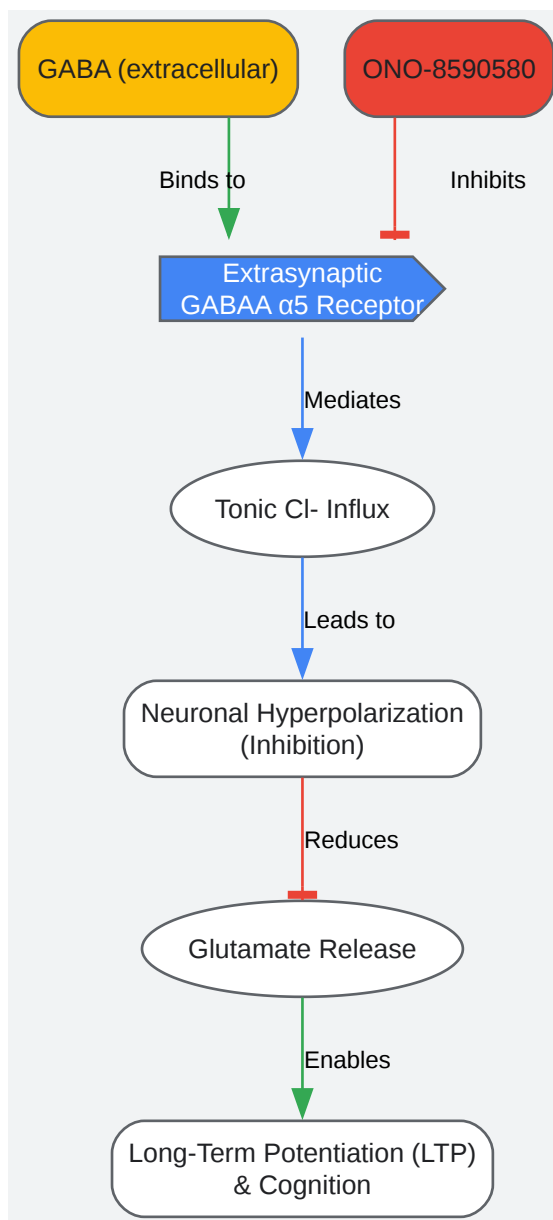 GABA (extracellular)
ONO-8590580
Binds to
Inhibits
Extrasynaptic
GABAA α5 Receptor
Mediates
Tonic Cl- Influx
Leads to
Neuronal Hyperpolarization
(Inhibition)
Reduces
Glutamate Release
Enables
Long-Term Potentiation (LTP)
& Cognition